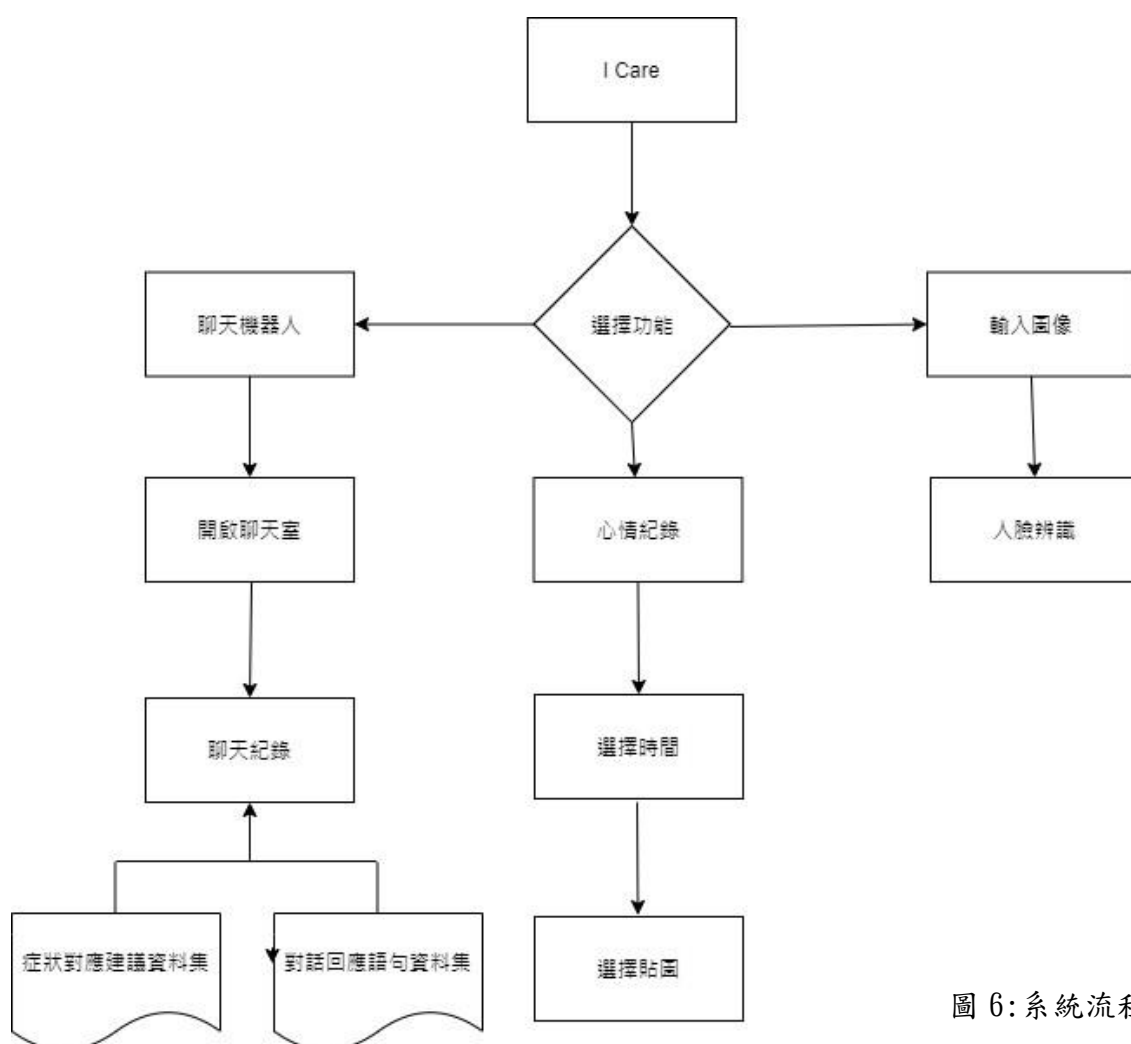 I Care
選擇功能
聊天機器人
輸入圖像
開啟聊天室
心情紀錄
人臉辨識
聊天紀錄
選擇時間
症狀對應建議資料集
對話回應語句資料集
選擇貼圖
圖 6:系統流程